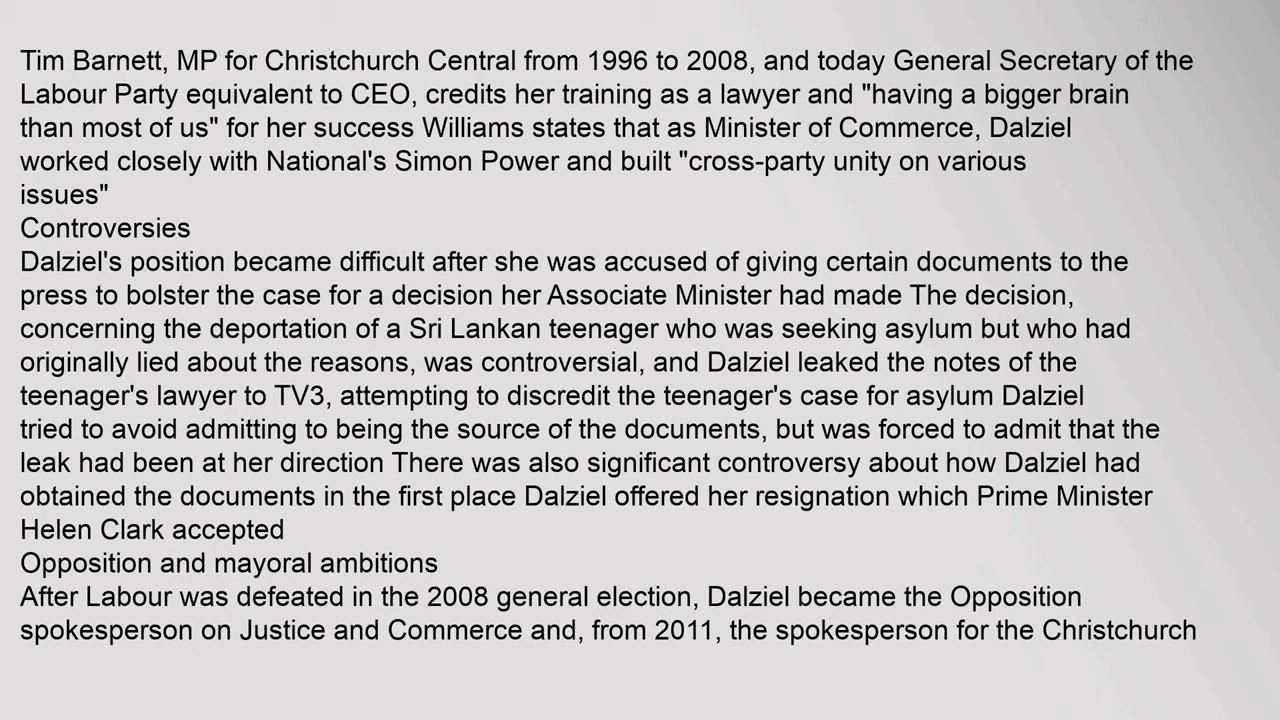 Tim Barnett, MP for Christchurch Central from 1996 to 2008, and today General Secretary of the
Labour Party equivalent to CEO, credits her training as a lawyer and "having a bigger brain
than most of us" for her success Williams states that as Minister of Commerce, Dalziel
worked closely with National's Simon Power and built "cross-party unity on various
issues"
Controversies
Dalziel's position became difficult after she was accused of giving certain documents to the
press to bolster the case for a decision her Associate Minister had made The decision,
concerning the deportation of a Sri Lankan teenager who was seeking asylum but who had
originally lied about the reasons, was controversial, and Dalziel leaked the notes of the
teenager's lawyer to TV3, attempting to discredit the teenager's case for asylum Dalziel
tried to avoid admitting to being the source of the documents, but was forced to admit that the
leak had been at her direction There was also significant controversy about how Dalziel had
obtained the documents in the first place Dalziel offered her resignation which Prime Minister
Helen Clark accepted
Opposition and mayoral ambitions
After Labour was defeated in the 2008 general election, Dalziel became the Opposition
spokesperson on Justice and Commerce and, from 2011, the spokesperson for the Christchurch